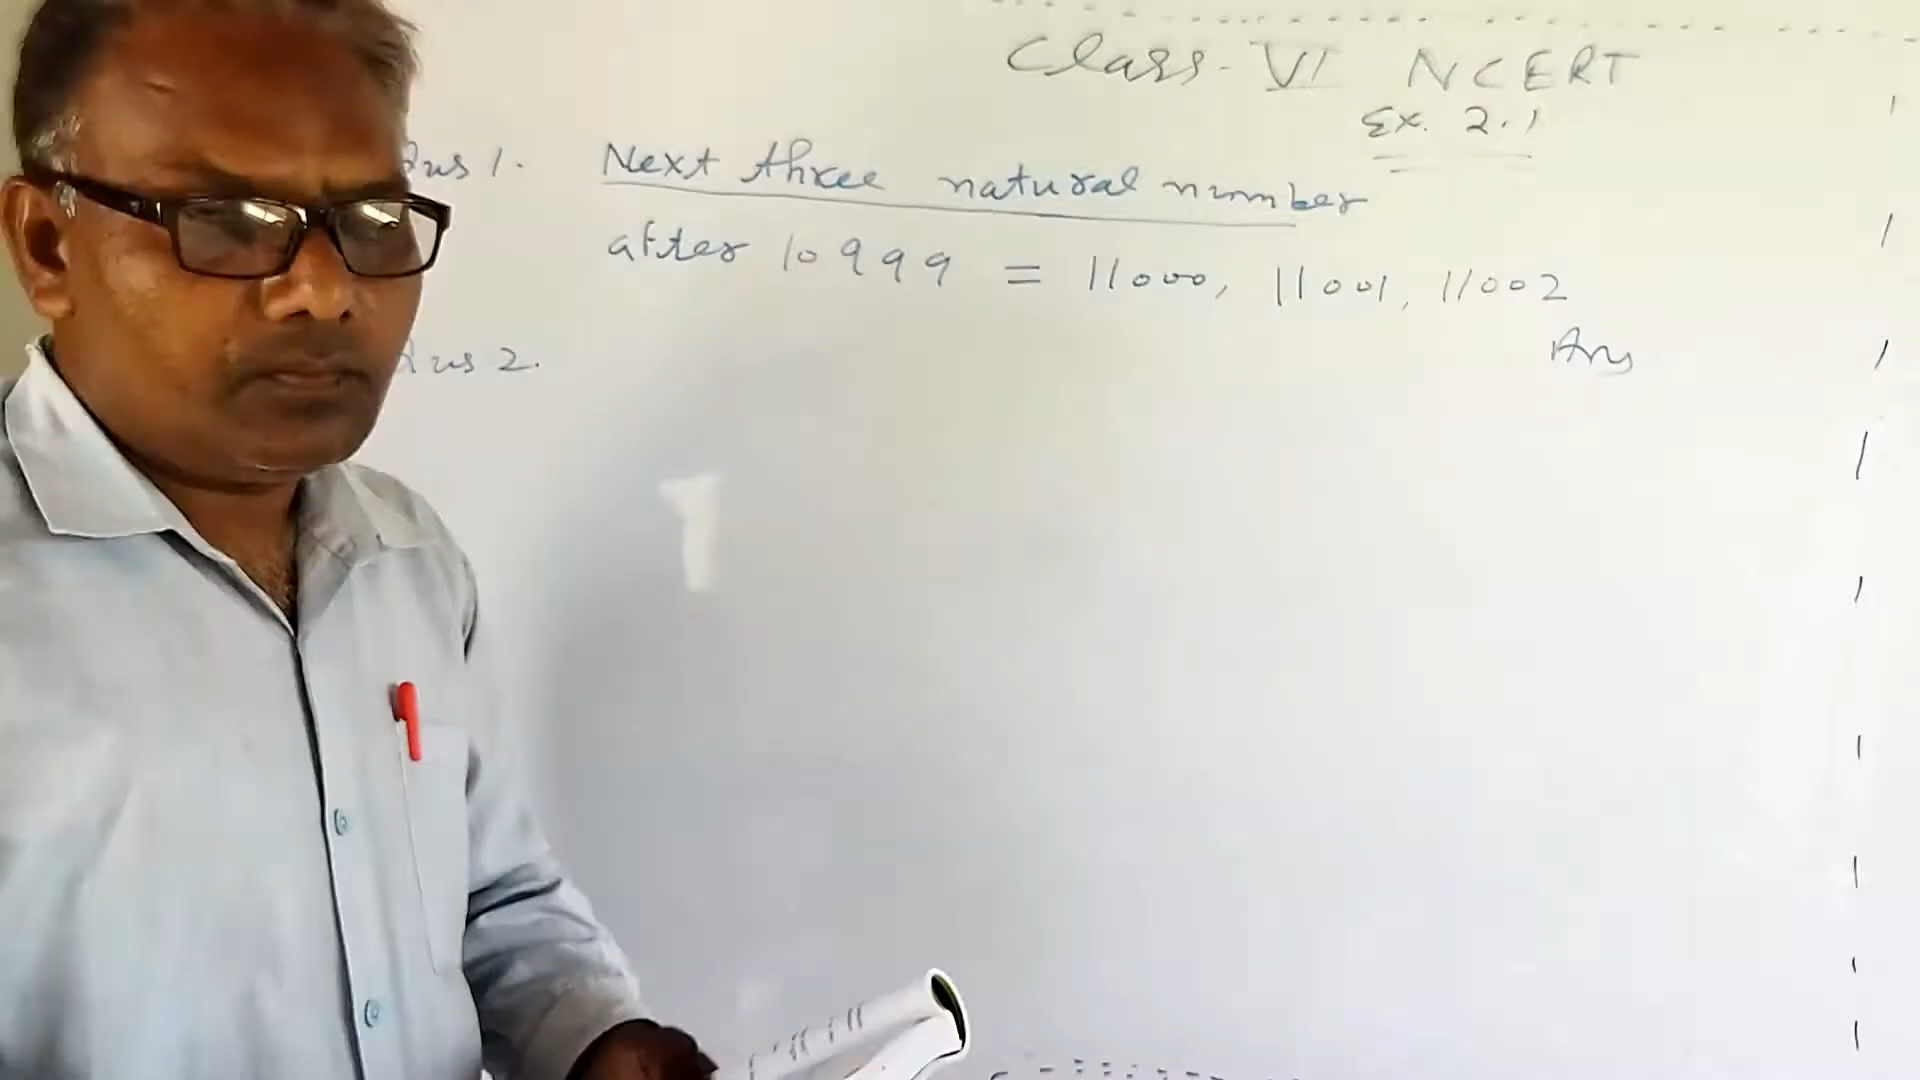 Class - VI NCERT
Ex. 2.1
Qus 1. Next three natural number
after 10999 = 11000, 11001, 11002
Ans
Qus 2.